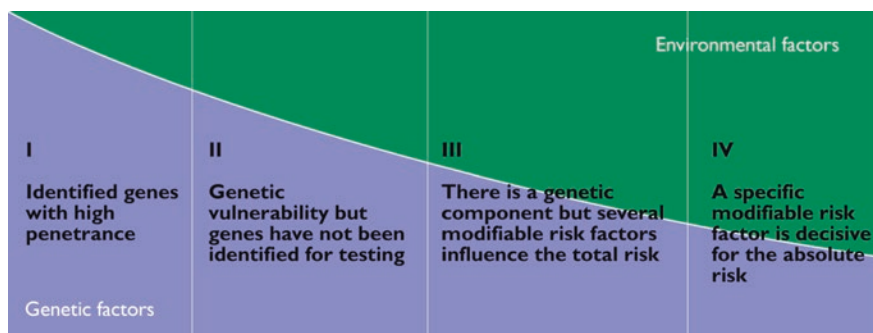 Environmental factors
I
Identified genes
with high
penetrance
II
Genetic
vulnerability but
genes have not been
identified for testing
III
There is a genetic
component but several
modifiable risk factors
influence the total risk
IV
A specific
modifiable risk
factor is decisive
for the absolute
risk
Genetic factors